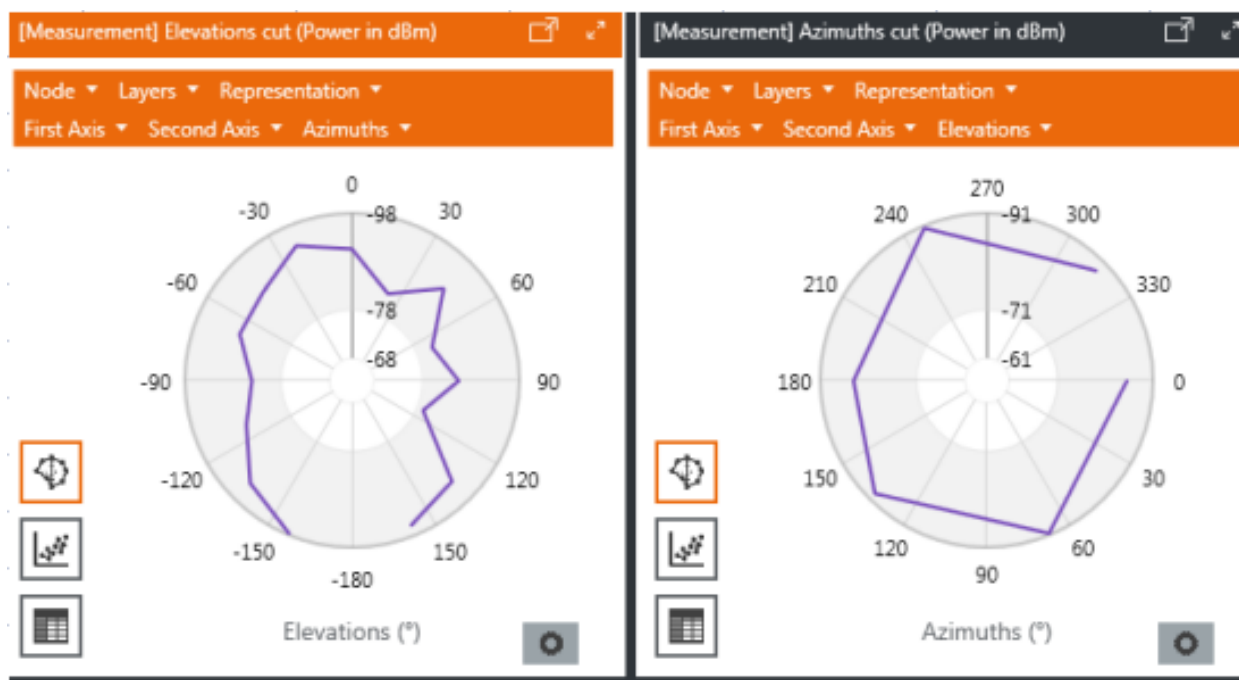 [Measurement] Elevations cut (Power in dBm)
Node Layers Representation
First Axis Second Axis Azimuths
0
-30 -98 30
-60 60
-78
-68
-90 90
-120 120
-150 150
-180
Elevations (°)
[Measurement] Azimuths cut (Power in dBm)
Node Layers Representation
First Axis Second Axis Elevations
270
240 -91 300
210 330
-71
-61
180 0
150 30
120 60
90
Azimuths (°)